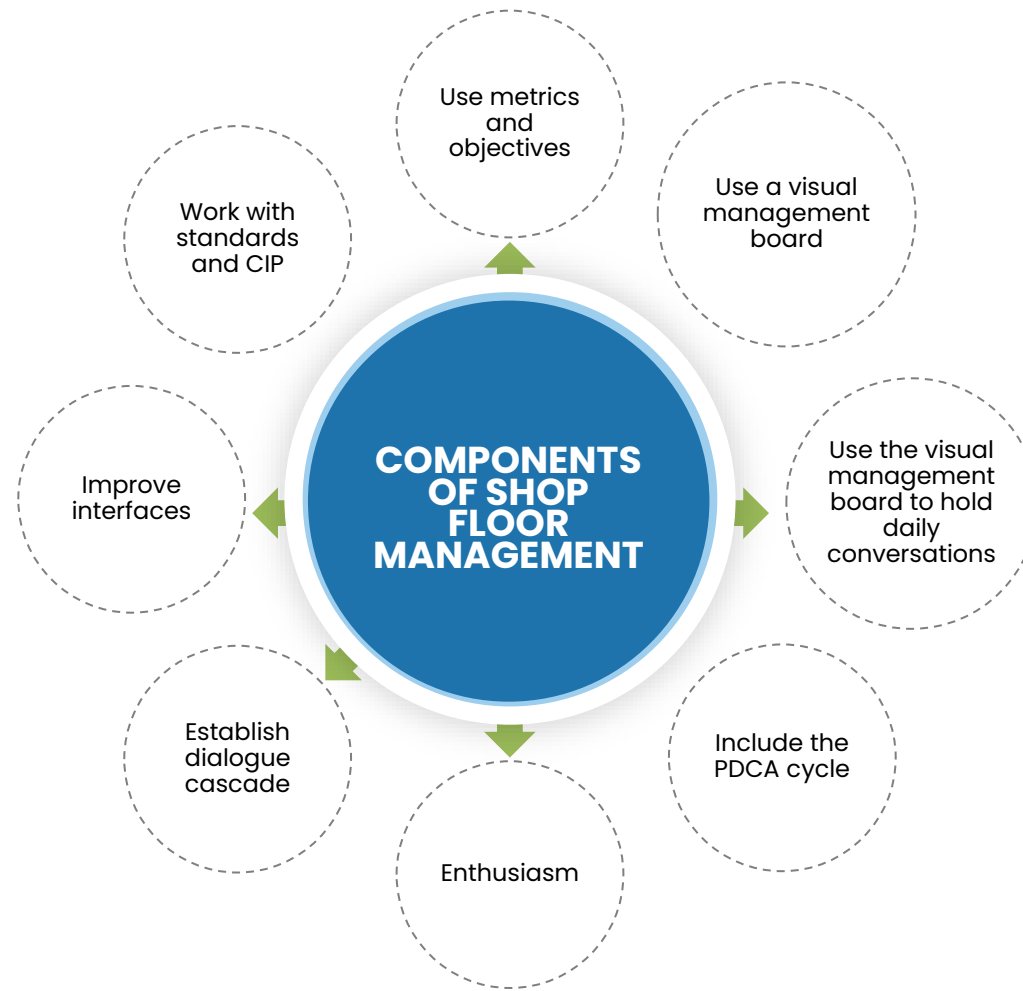 Use metrics
and
objectives
Use a visual
management
board
Work with
standards
and CIP
COMPONENTS
OF SHOP
FLOOR
MANAGEMENT
Use the visual
management
board to hold
daily
conversations
Improve
interfaces
Include the
PDCA cycle
Establish
dialogue
cascade
Enthusiasm